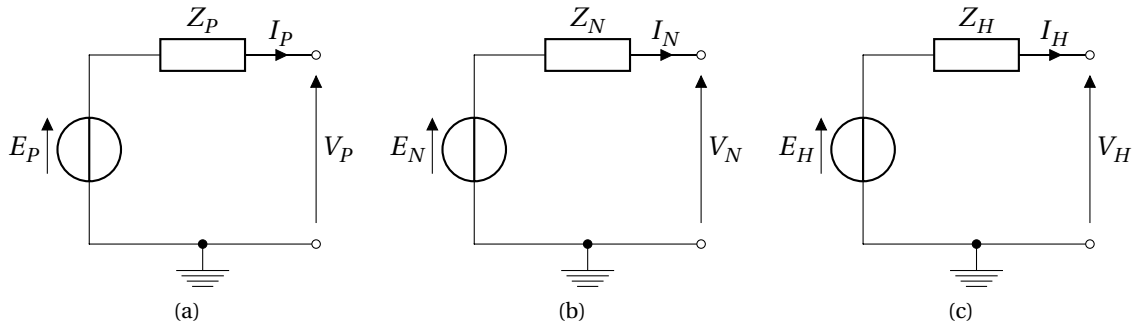 Z_P Z_N Z_H
I_P I_N I_H
E_P V_P E_N V_N E_H V_H
(a) (b) (c)